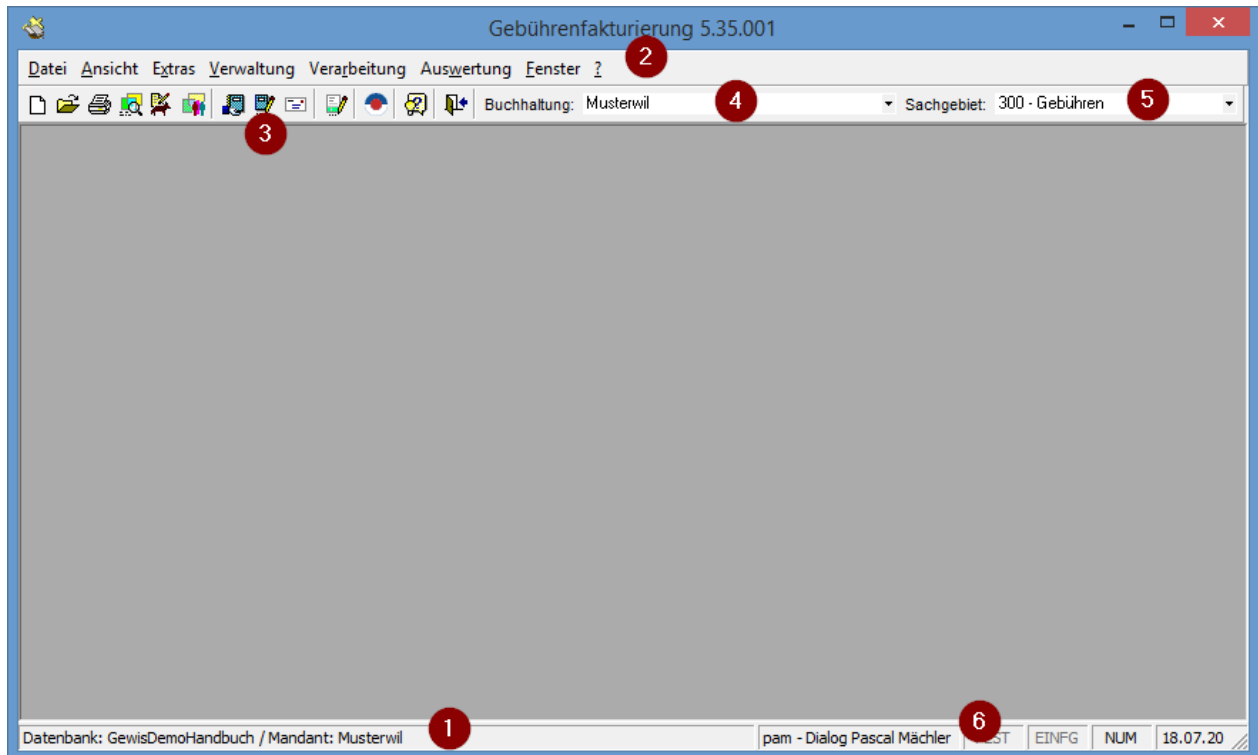 Gebührenfakturierung 5.35.001
2
Datei Ansicht Extras Verwaltung Verarbeitung Auswertung Fenster ?
Buchhaltung: Musterwil 4 Sachgebiet: 300 - Gebühren 5
3
1
6
Datenbank: GewisDemoHandbuch / Mandant: Musterwil pam - Dialog Pascal Mächler EINFG NUM 18.07.20